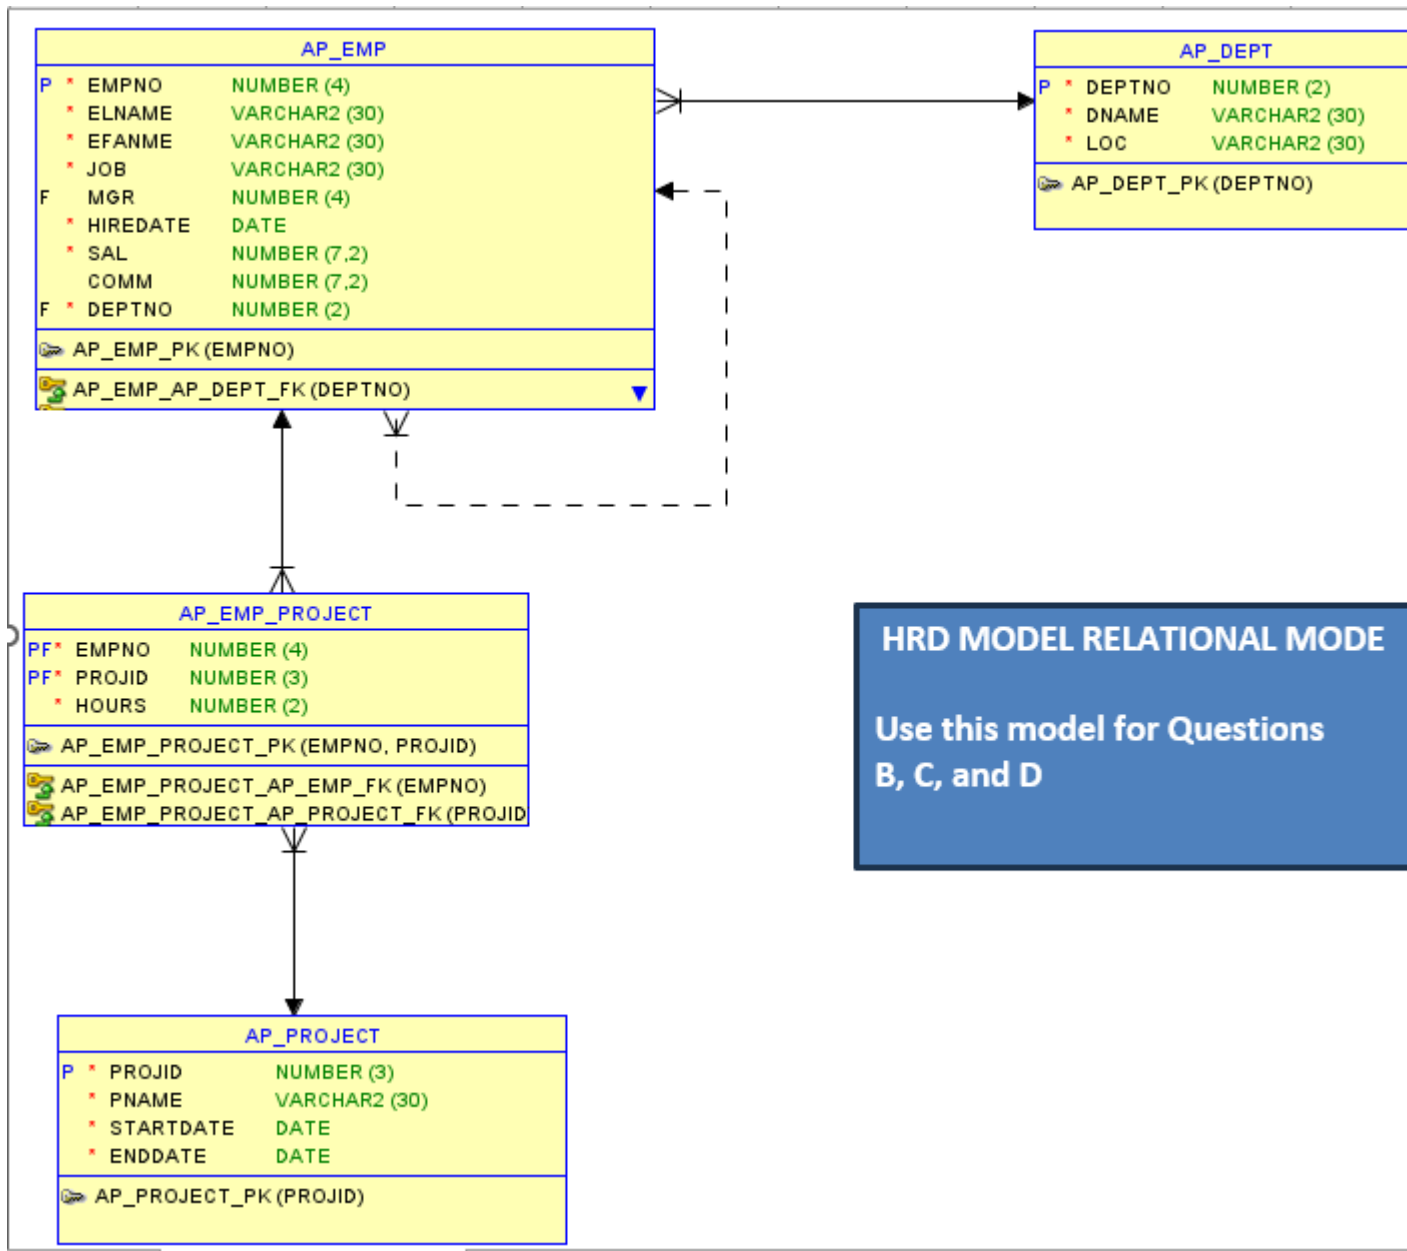 AP_EMP
P * EMPNO NUMBER (4)
* ELNAME VARCHAR2 (30)
* EFANME VARCHAR2 (30)
* JOB VARCHAR2 (30)
F MGR NUMBER (4)
* HIREDATE DATE
* SAL NUMBER (7,2)
COMM NUMBER (7,2)
F * DEPTNO NUMBER (2)
AP_EMP_PK (EMPNO)
AP_EMP_AP_DEPT_FK (DEPTNO)
AP_DEPT
P * DEPTNO NUMBER (2)
* DNAME VARCHAR2 (30)
* LOC VARCHAR2 (30)
AP_DEPT_PK (DEPTNO)
AP_EMP_PROJECT
PF* EMPNO NUMBER (4)
PF* PROJID NUMBER (3)
* HOURS NUMBER (2)
AP_EMP_PROJECT_PK (EMPNO, PROJID)
AP_EMP_PROJECT_AP_EMP_FK (EMPNO)
AP_EMP_PROJECT_AP_PROJECT_FK (PROJID
HRD MODEL RELATIONAL MODE
Use this model for Questions
B, C, and D
AP_PROJECT
P * PROJID NUMBER (3)
* PNAME VARCHAR2 (30)
* STARTDATE DATE
* ENDDATE DATE
AP_PROJECT_PK (PROJID)